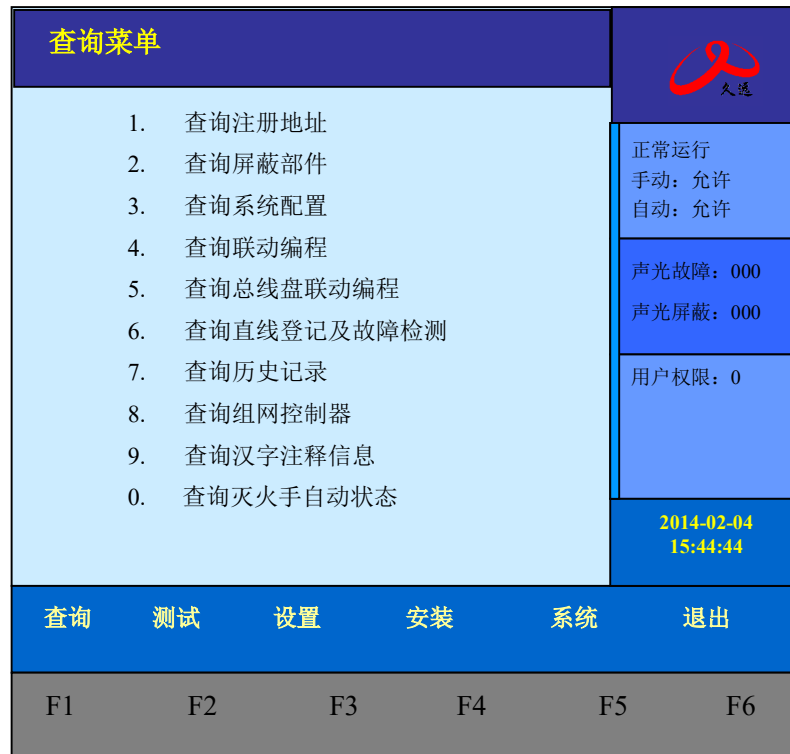 查询菜单
久通
1. 查询注册地址
2. 查询屏蔽部件
3. 查询系统配置
4. 查询联动编程
5. 查询总线盘联动编程
6. 查询直线登记及故障检测
7. 查询历史记录
8. 查询组网控制器
9. 查询汉字注释信息
0. 查询灭火手自动状态
正常运行
手动：允许
自动：允许
声光故障：000
声光屏蔽：000
用户权限：0
2014-02-04
15:44:44
查询 测试 设置 安装 系统 退出
F1 F2 F3 F4 F5 F6